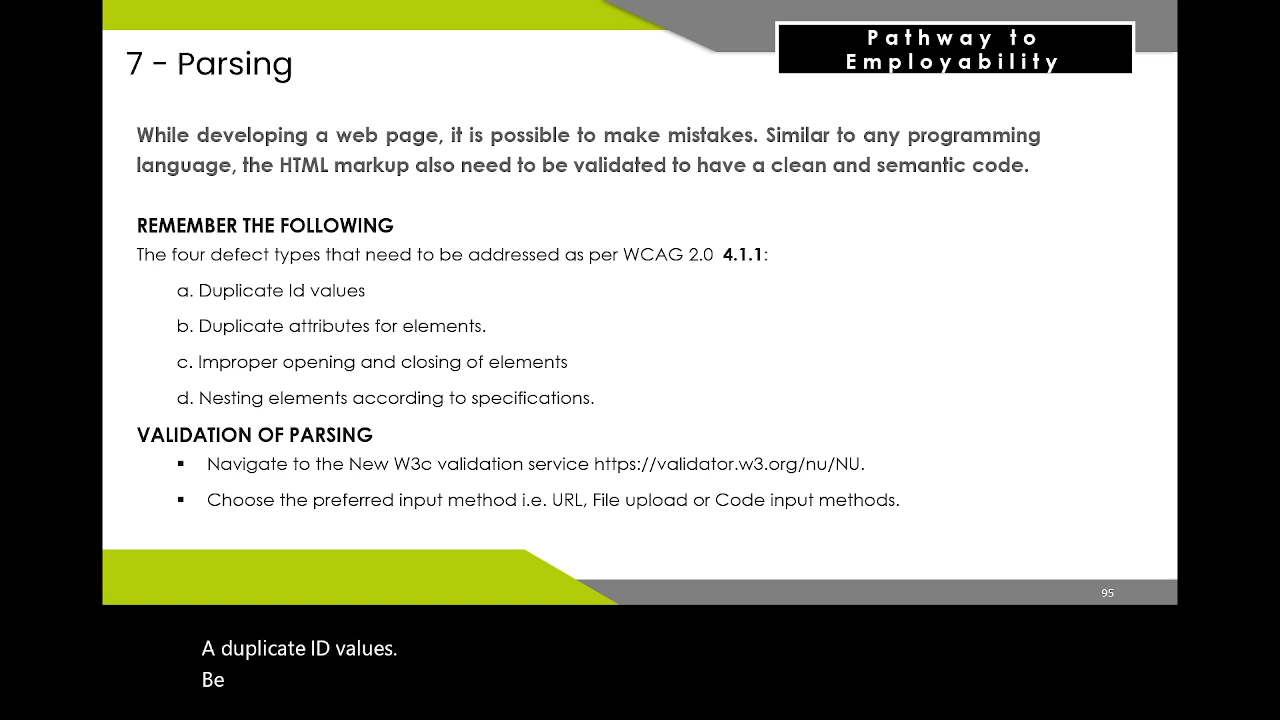 Pathway to
Employability
7 - Parsing
While developing a web page, it is possible to make mistakes. Similar to any programming
language, the HTML markup also need to be validated to have a clean and semantic code.
REMEMBER THE FOLLOWING
The four defect types that need to be addressed as per WCAG 2.0 4.1.1:
a. Duplicate Id values
b. Duplicate attributes for elements.
c. Improper opening and closing of elements
d. Nesting elements according to specifications.
VALIDATION OF PARSING
▪ Navigate to the New W3c validation service https://validator.w3.org/nu/NU.
▪ Choose the preferred input method i.e. URL, File upload or Code input methods.
95
A duplicate ID values.
Be